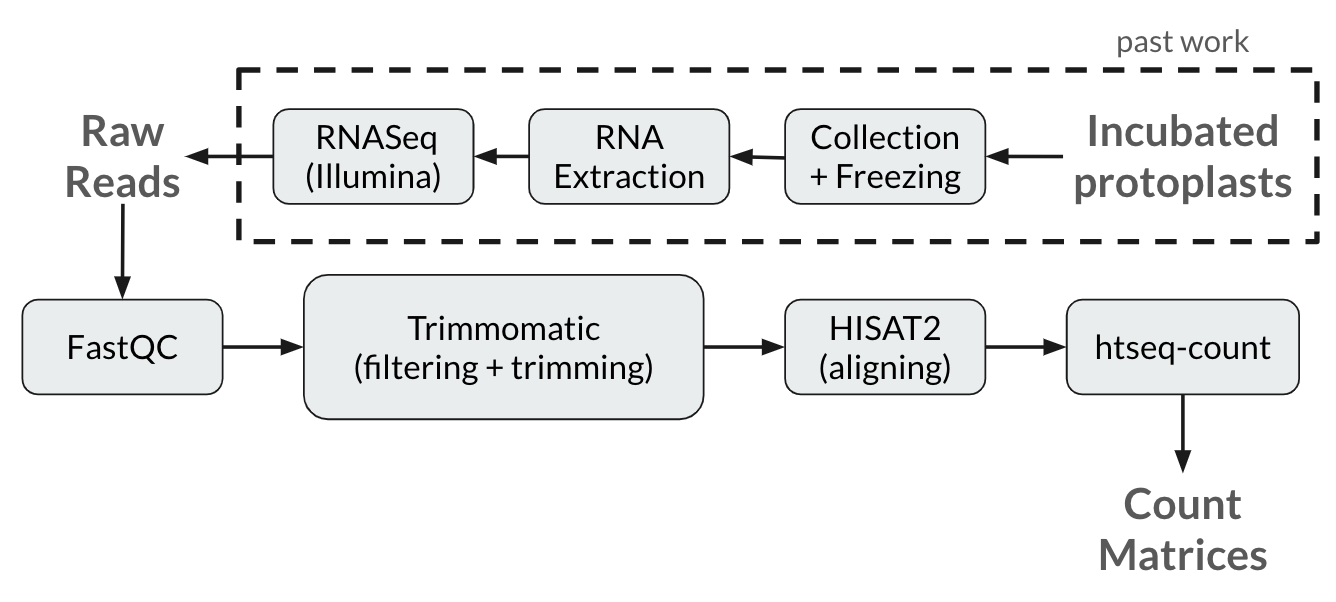 past work
Incubated
protoplasts
Collection
+ Freezing
RNA
Extraction
RNASeq
(Illumina)
Raw
Reads
FastQC
Trimmomatic
(filtering + trimming)
HISAT2
(aligning)
htseq-count
Count
Matrices